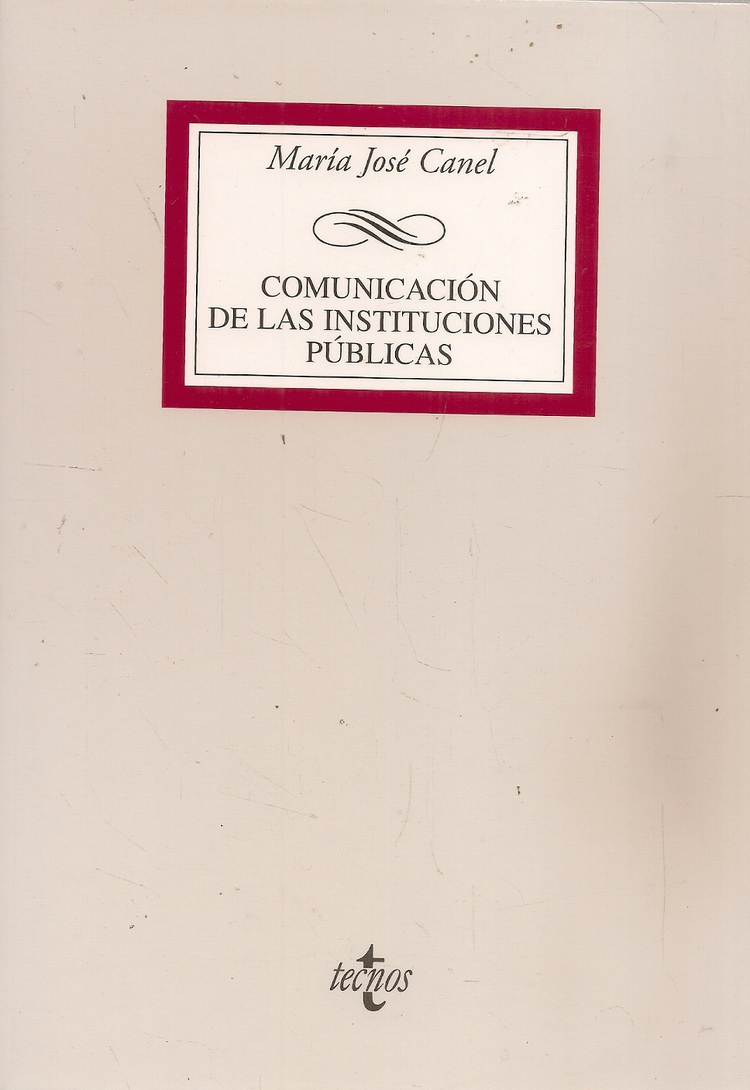 María José Canel
COMUNICACIÓN
DE LAS INSTITUCIONES
PÚBLICAS
tecnos